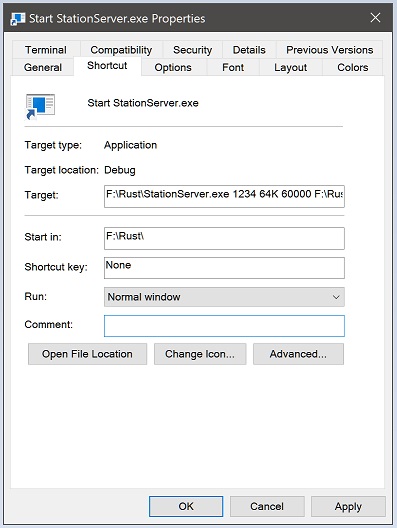 Start StationServer.exe Properties
Terminal Compatibility Security Details Previous Versions
General Shortcut Options Font Layout Colors
Start StationServer.exe
Target type: Application
Target location: Debug
Target: F:\Rust\StationServer.exe 1234 64K 60000 F:\Rus
Start in: F:\Rust\
Shortcut key: None
Run: Normal window
Comment:
Open File Location Change Icon... Advanced...
OK Cancel Apply